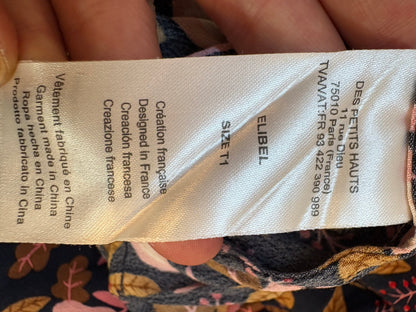 DES PETITS HAUTS
11 rue Dieu
75010 Paris (France)
TVA/VAT:FR 93 422 390 989
ELIBEL
SIZE T1
Création française
Designed in France
Creación francesa
Creazione francese
Vêtement fabriqué en Chine
Garment made in China
Ropa hecha en China
Prodotto fabbricato in Cina